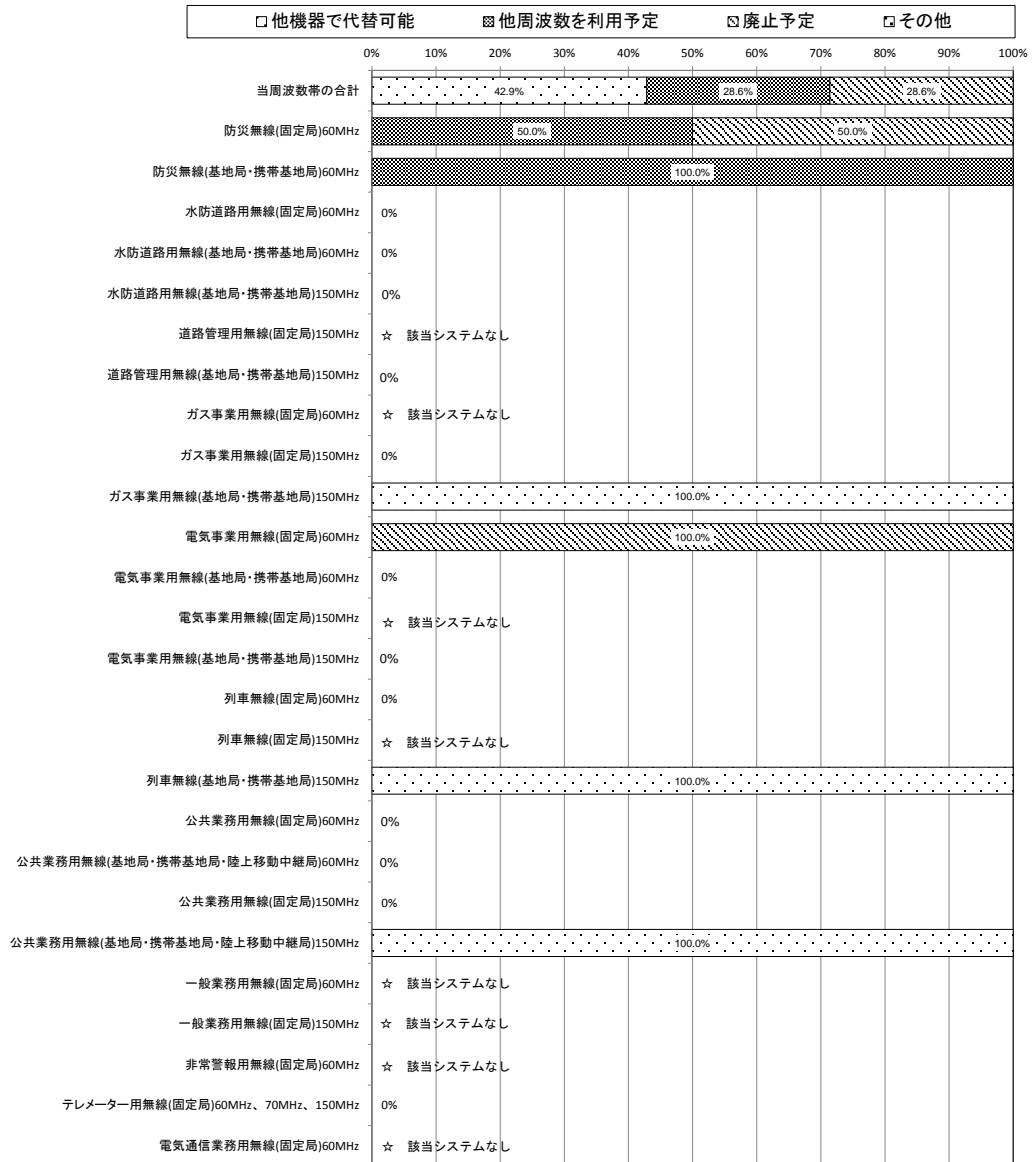 他機器で代替可能 他周波数を利用予定 廃止予定 その他
0% 10% 20% 30% 40% 50% 60% 70% 80% 90% 100%
当周波数帯の合計 42.9% 28.6% 28.6%
防災無線(固定局)60MHz 50.0% 50.0%
防災無線(基地局・携帯基地局)60MHz 100.0%
水防道路用無線(固定局)60MHz 0%
水防道路用無線(基地局・携帯基地局)60MHz 0%
水防道路用無線(基地局・携帯基地局)150MHz 0%
道路管理用無線(固定局)150MHz ☆ 該当システムなし
道路管理用無線(基地局・携帯基地局)150MHz 0%
ガス事業用無線(固定局)60MHz ☆ 該当システムなし
ガス事業用無線(固定局)150MHz 0%
ガス事業用無線(基地局・携帯基地局)150MHz 100.0%
電気事業用無線(固定局)60MHz 100.0%
電気事業用無線(基地局・携帯基地局)60MHz 0%
電気事業用無線(固定局)150MHz ☆ 該当システムなし
電気事業用無線(基地局・携帯基地局)150MHz 0%
列車無線(固定局)60MHz 0%
列車無線(固定局)150MHz ☆ 該当システムなし
列車無線(基地局・携帯基地局)150MHz 100.0%
公共業務用無線(固定局)60MHz 0%
公共業務用無線(基地局・携帯基地局・陸上移動中継局)60MHz 0%
公共業務用無線(固定局)150MHz 0%
公共業務用無線(基地局・携帯基地局・陸上移動中継局)150MHz 100.0%
一般業務用無線(固定局)60MHz ☆ 該当システムなし
一般業務用無線(固定局)150MHz ☆ 該当システムなし
非常警報用無線(固定局)60MHz ☆ 該当システムなし
テレメーター用無線(固定局)60MHz、70MHz、150MHz 0%
電気通信業務用無線(固定局)60MHz ☆ 該当システムなし